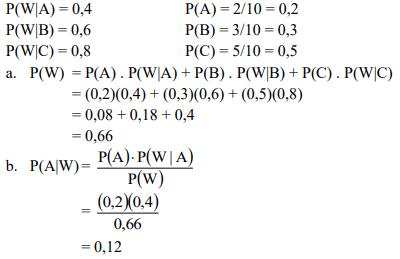 P(W|A) = 0,4 P(A) = 2/10 = 0,2
P(W|B) = 0,6 P(B) = 3/10 = 0,3
P(W|C) = 0,8 P(C) = 5/10 = 0,5
a. P(W) = P(A) . P(W|A) + P(B) . P(W|B) + P(C) . P(W|C)
= (0,2)(0,4) + (0,3)(0,6) + (0,5)(0,8)
= 0,08 + 0,18 + 0,4
= 0,66
b. P(A|W)= P(A)· P(W | A)
P(W)
= (0,2)(0,4)
0,66
= 0,12